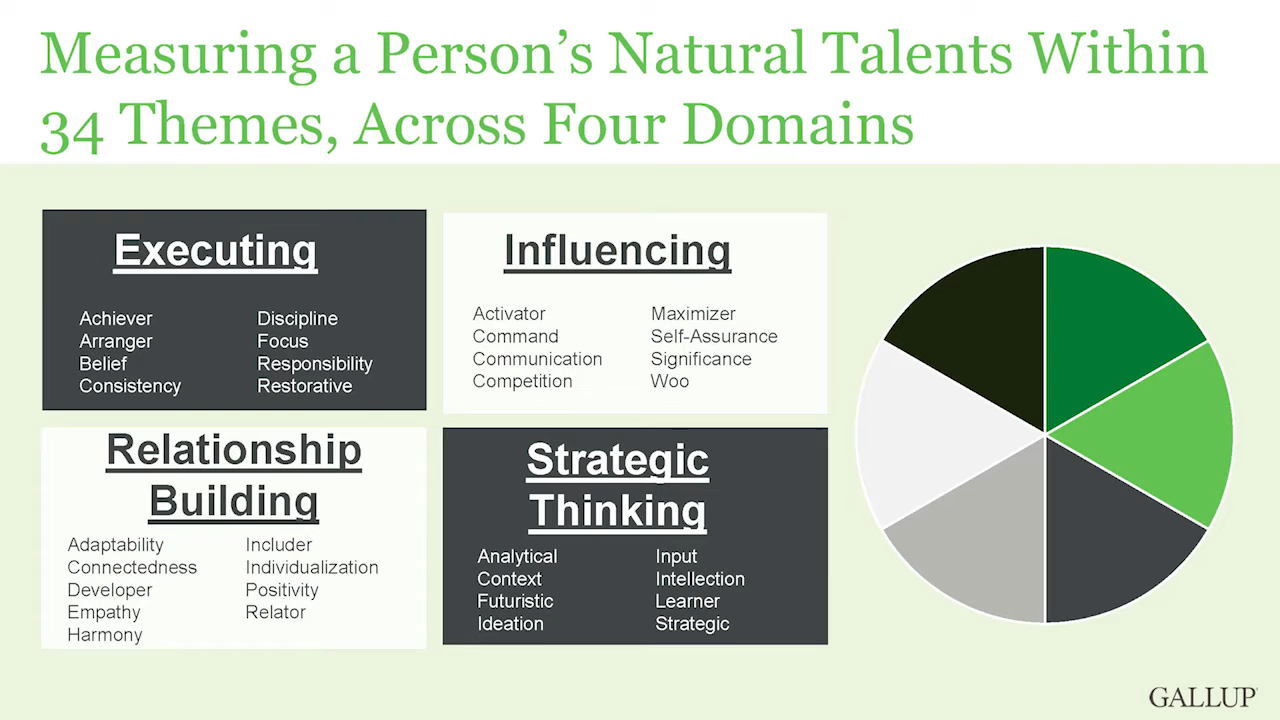 Measuring a Person’s Natural Talents Within
34 Themes, Across Four Domains
Executing
Achiever
Arranger
Belief
Consistency
Discipline
Focus
Responsibility
Restorative
Influencing
Activator
Command
Communication
Competition
Maximizer
Self-Assurance
Significance
Woo
Relationship
Building
Adaptability
Connectedness
Developer
Empathy
Harmony
Includer
Individualization
Positivity
Relator
Strategic
Thinking
Analytical
Context
Futuristic
Ideation
Input
Intellection
Learner
Strategic
GALLUP